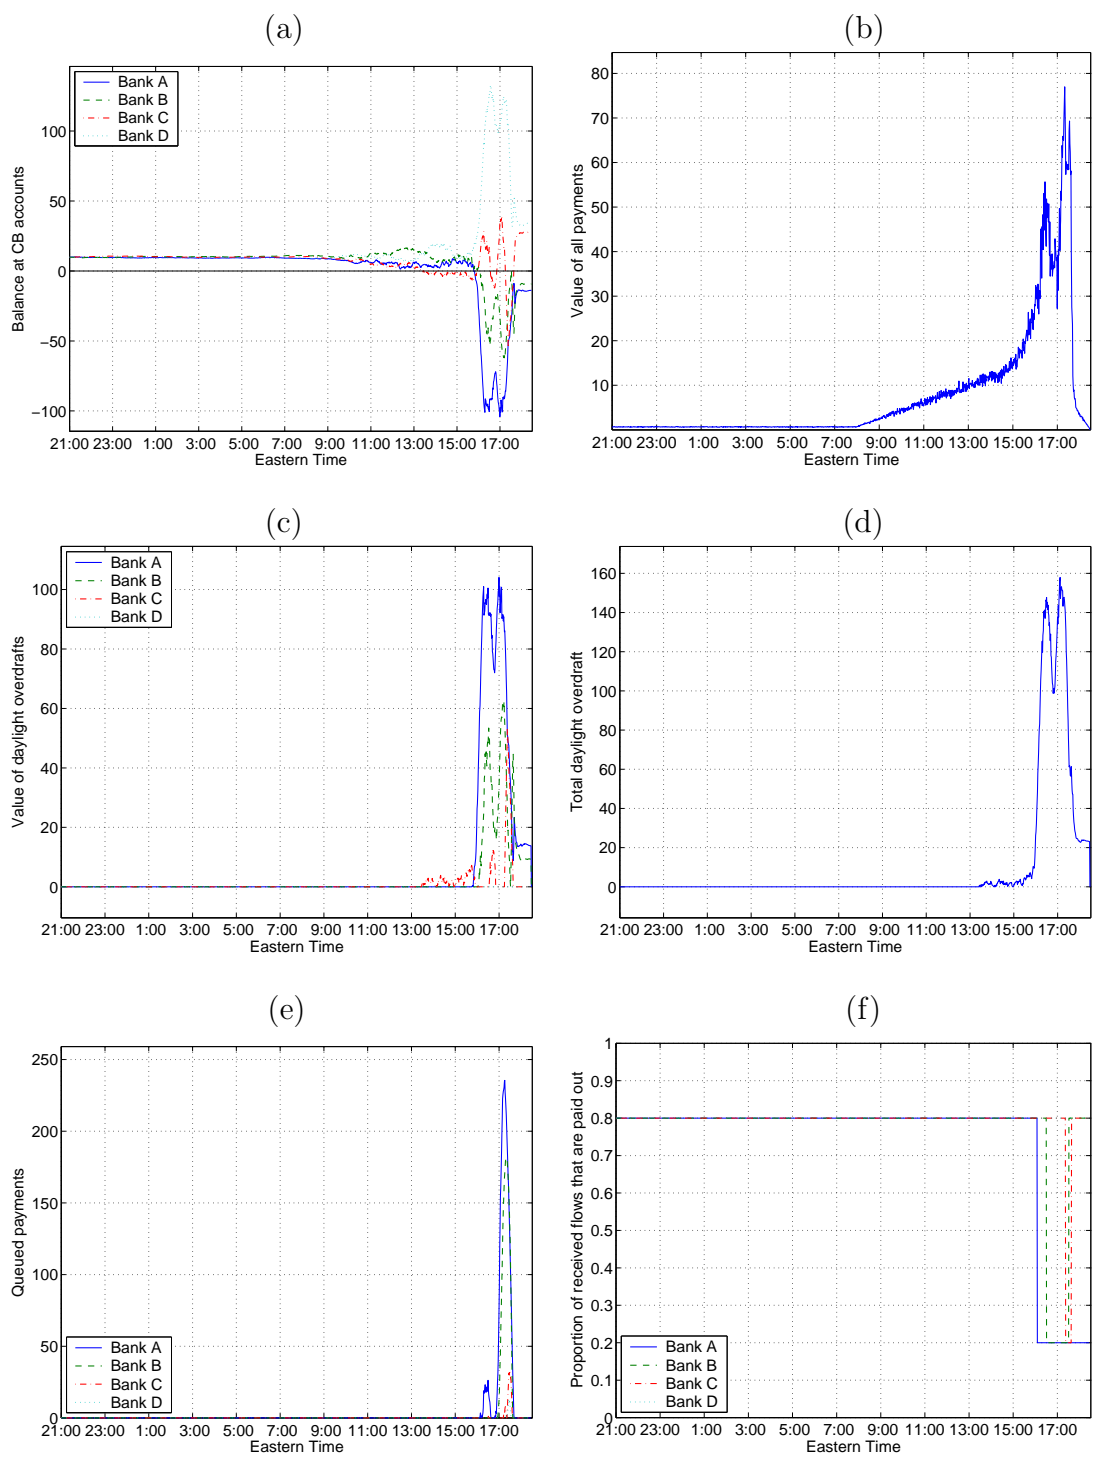 (a)
Bank A
Bank B
Bank C
Bank D
100
50
0
−50
−100
Balance at CB accounts
21:00 23:00 1:00 3:00 5:00 7:00 9:00 11:00 13:00 15:00 17:00
Eastern Time
(b)
80
70
60
50
40
30
20
10
Value of all payments
21:00 23:00 1:00 3:00 5:00 7:00 9:00 11:00 13:00 15:00 17:00
Eastern Time
(c)
Bank A
Bank B
Bank C
Bank D
100
80
60
40
20
0
Value of daylight overdrafts
21:00 23:00 1:00 3:00 5:00 7:00 9:00 11:00 13:00 15:00 17:00
Eastern Time
(d)
160
140
120
100
80
60
40
20
0
Total daylight overdraft
21:00 23:00 1:00 3:00 5:00 7:00 9:00 11:00 13:00 15:00 17:00
Eastern Time
(e)
250
200
150
100
50
0
Queued payments
Bank A
Bank B
Bank C
Bank D
21:00 23:00 1:00 3:00 5:00 7:00 9:00 11:00 13:00 15:00 17:00
Eastern Time
(f)
1
0.9
0.8
0.7
0.6
0.5
0.4
0.3
0.2
0.1
0
Proportion of received flows that are paid out
Bank A
Bank B
Bank C
Bank D
21:00 23:00 1:00 3:00 5:00 7:00 9:00 11:00 13:00 15:00 17:00
Eastern Time